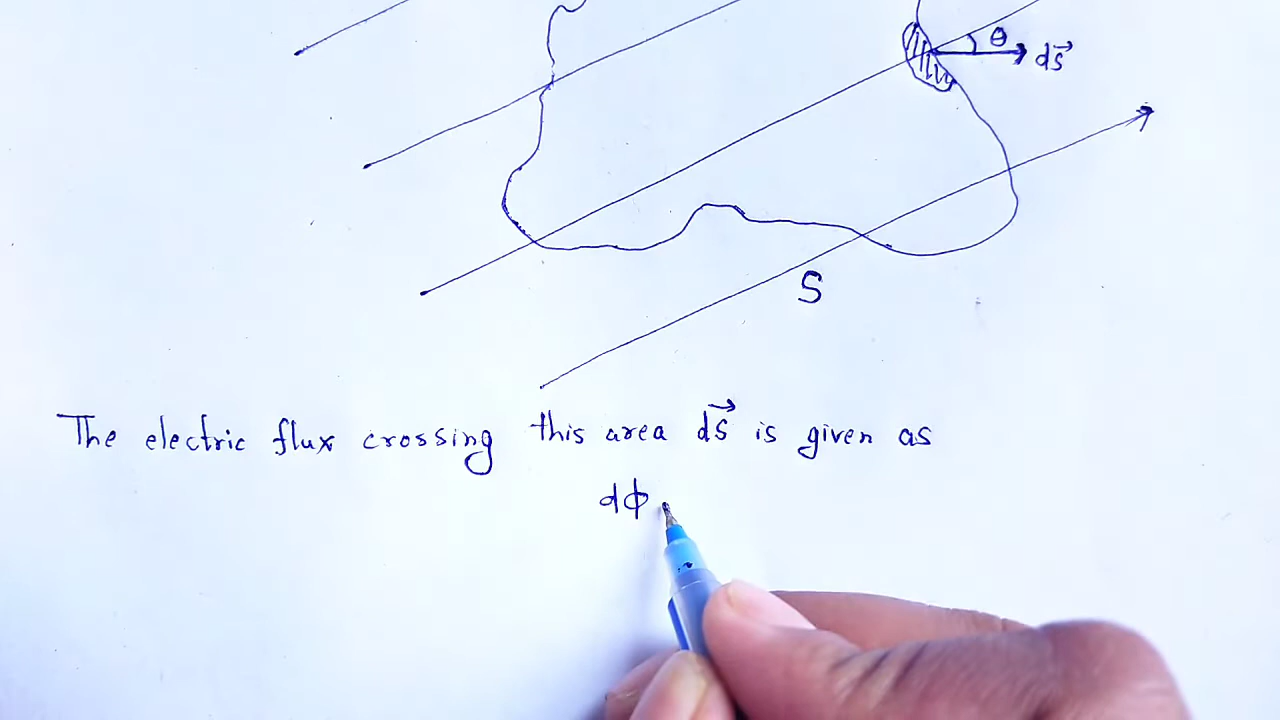 θ
ds⃗
S
The electric flux crossing this area ds⃗ is given as
dϕ